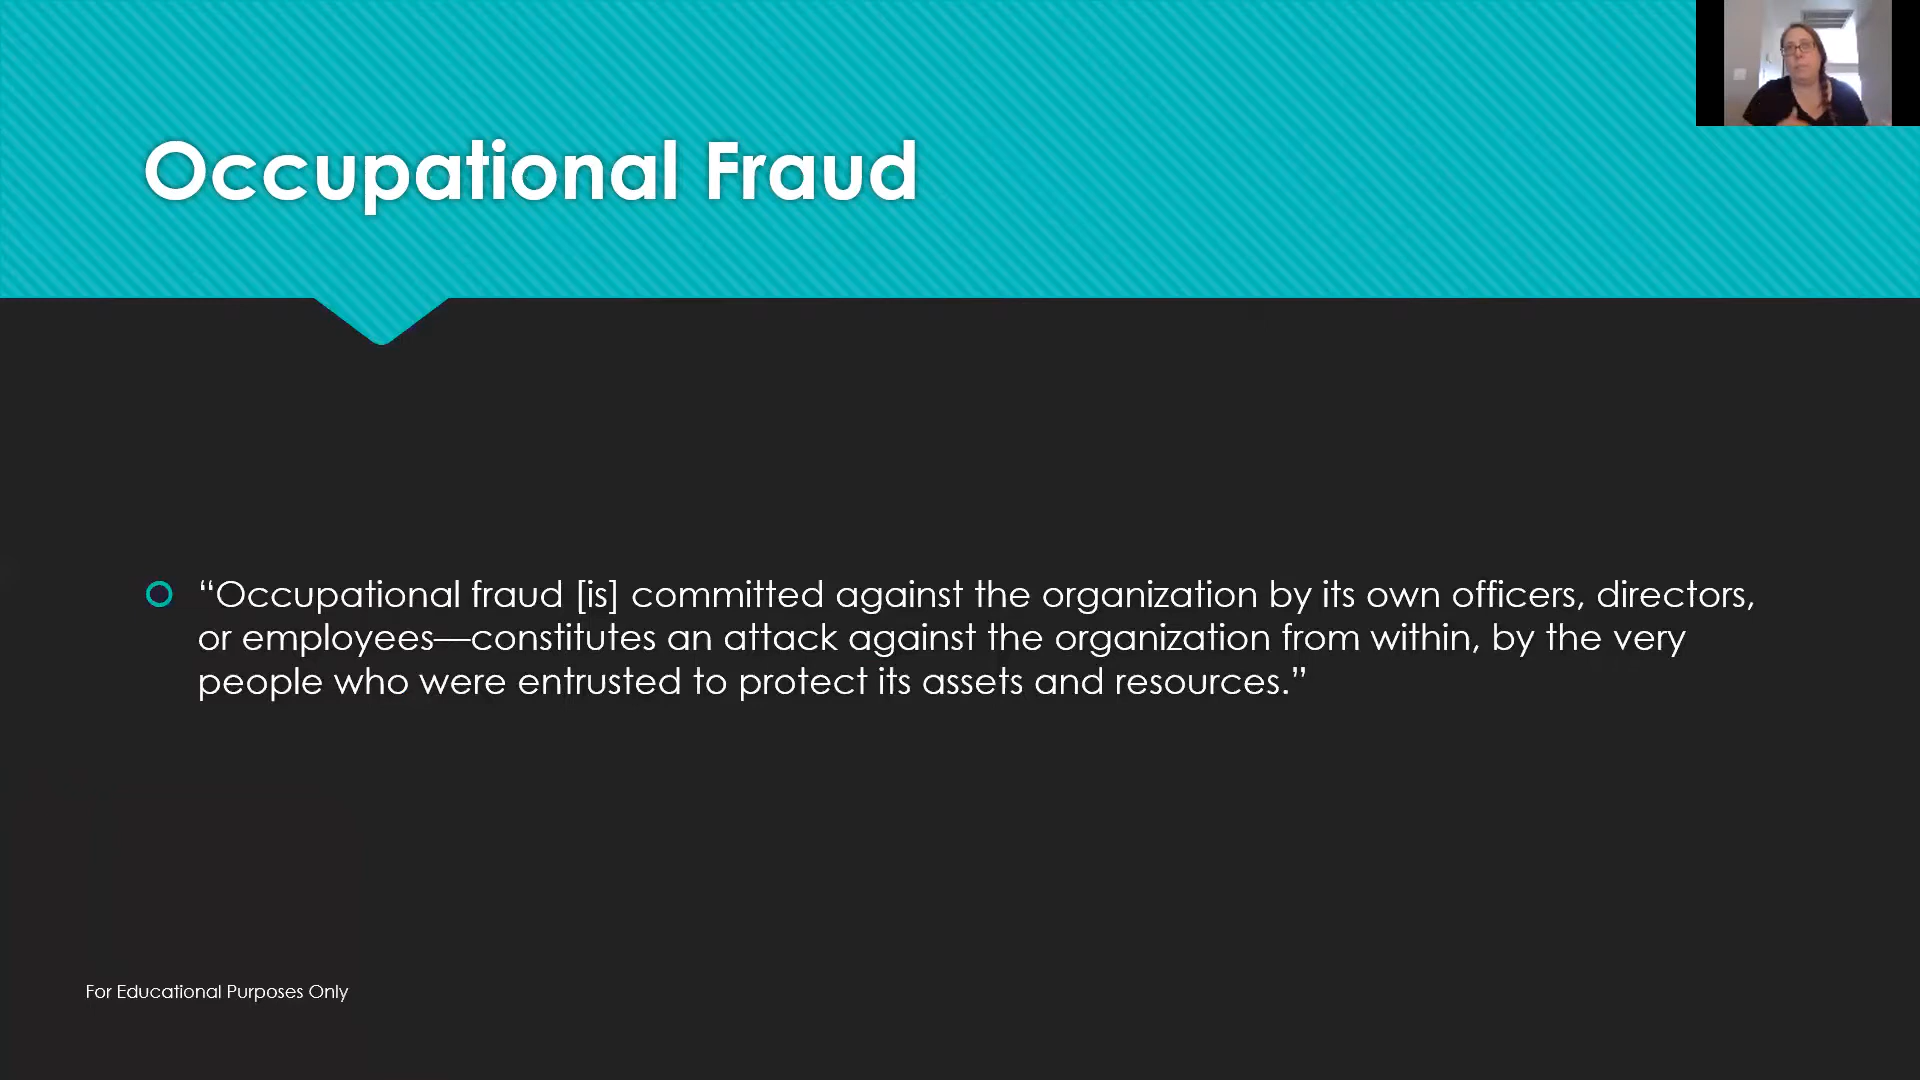 Occupational Fraud
“Occupational fraud [is] committed against the organization by its own officers, directors,
or employees—constitutes an attack against the organization from within, by the very
people who were entrusted to protect its assets and resources.”
For Educational Purposes Only